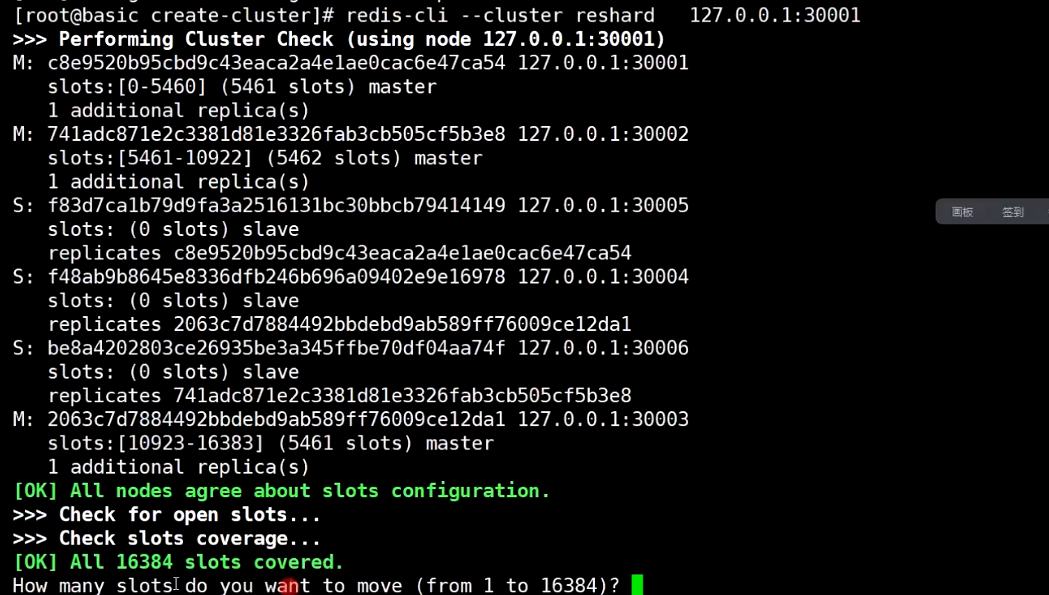 [root@basic create-cluster]# redis-cli --cluster reshard   127.0.0.1:30001
>>> Performing Cluster Check (using node 127.0.0.1:30001)
M: c8e9520b95cbd9c43eaca2a4e1ae0cac6e47ca54 127.0.0.1:30001
   slots:[0-5460] (5461 slots) master
   1 additional replica(s)
M: 741adc871e2c3381d81e3326fab3cb505cf5b3e8 127.0.0.1:30002
   slots:[5461-10922] (5462 slots) master
   1 additional replica(s)
S: f83d7ca1b79d9fa3a2516131bc30bbcb79414149 127.0.0.1:30005
   slots: (0 slots) slave
   replicates c8e9520b95cbd9c43eaca2a4e1ae0cac6e47ca54
画板 签到
S: f48ab9b8645e8336dfb246b696a09402e9e16978 127.0.0.1:30004
   slots: (0 slots) slave
   replicates 2063c7d7884492bbdebd9ab589ff76009ce12da1
S: be8a4202803ce26935be3a345ffbe70df04aa74f 127.0.0.1:30006
   slots: (0 slots) slave
   replicates 741adc871e2c3381d81e3326fab3cb505cf5b3e8
M: 2063c7d7884492bbdebd9ab589ff76009ce12da1 127.0.0.1:30003
   slots:[10923-16383] (5461 slots) master
   1 additional replica(s)
[OK] All nodes agree about slots configuration.
>>> Check for open slots...
>>> Check slots coverage...
[OK] All 16384 slots covered.
How many slots do you want to move (from 1 to 16384)?